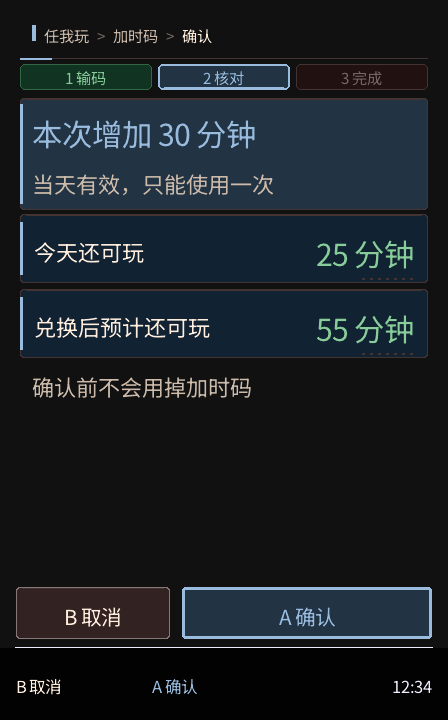 任我玩 > 加时码 > 确认
1 输码 2 核对 3 完成
本次增加 30 分钟
当天有效，只能使用一次
今天还可玩 25 分钟
兑换后预计还可玩 55 分钟
确认前不会用掉加时码
B 取消 A 确认
B 取消 A 确认 12:34